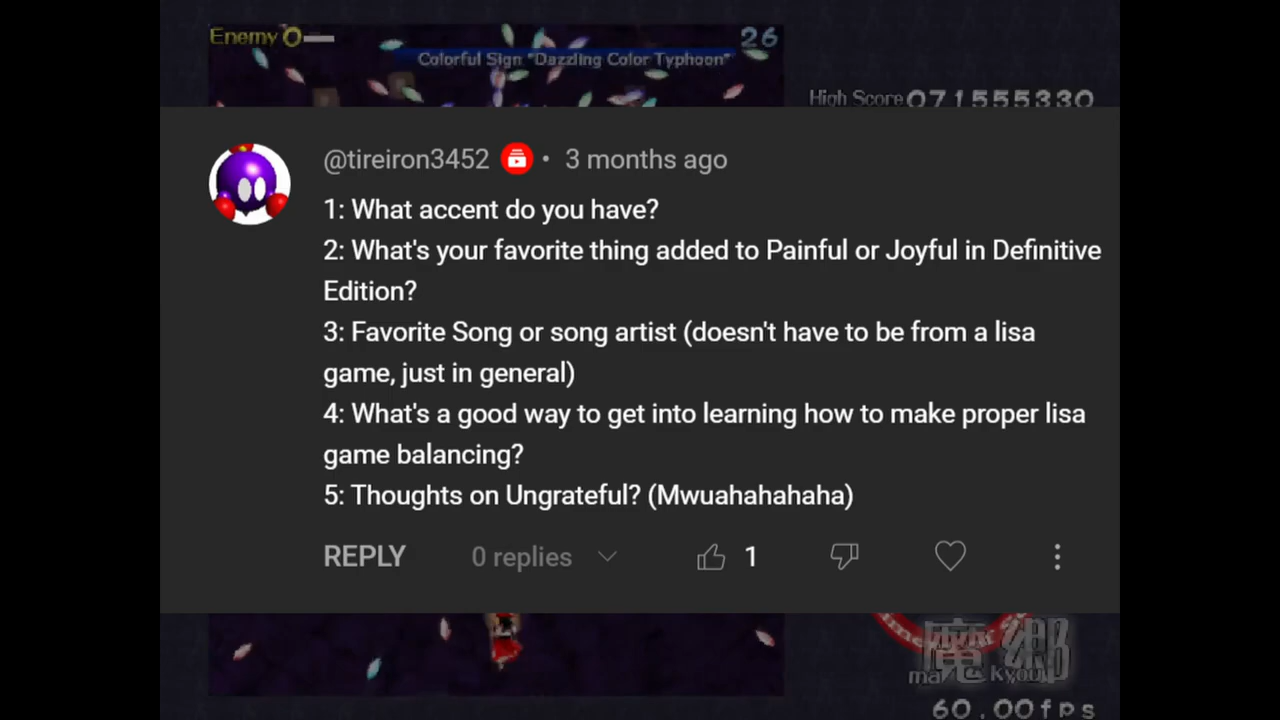 Enemy
26
Colorful Sign "Dazzling Color Typhoon"
High Score 071555330
@tireiron3452 • 3 months ago
1: What accent do you have?
2: What's your favorite thing added to Painful or Joyful in Definitive
Edition?
3: Favorite Song or song artist (doesn't have to be from a lisa
game, just in general)
4: What's a good way to get into learning how to make proper lisa
game balancing?
5: Thoughts on Ungrateful? (Mwuahahahaha)
REPLY 0 replies 1
魔郷
60.00fps